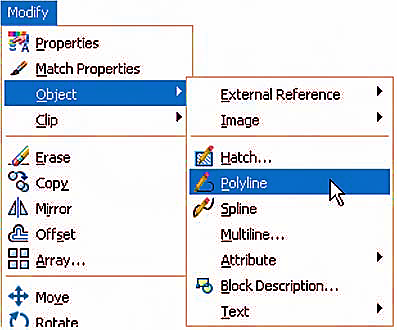 Modify
Properties
Match Properties
Object
Clip
Erase
Copy
Mirror
Offset
Array...
Move
Rotate
External Reference
Image
Hatch...
Polyline
Spline
Multiline...
Attribute
Block Description...
Text